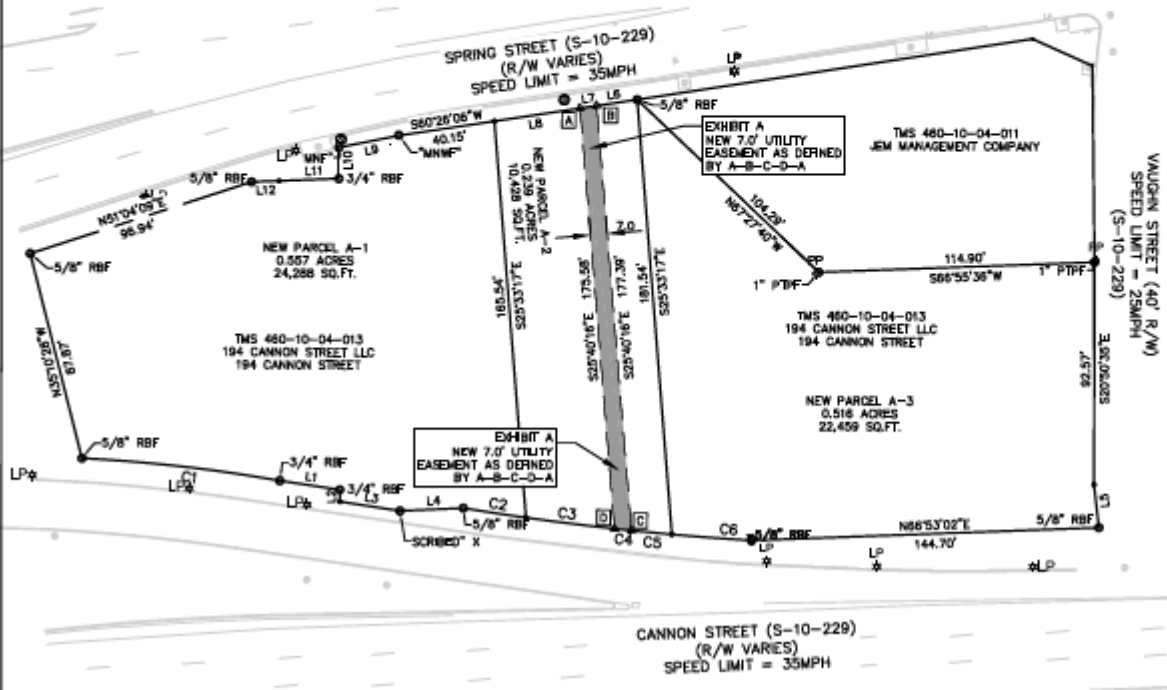 SPRING STREET (S-10-229)
(R/W VARIES)
SPEED LIMIT = 35MPH
LP
5/8" RBF
L6
L7
A
B
L8
S60°26'06"W
40.15'
"MNWF"
L9
L10
MNF
LP
L11
3/4" RBF
5/8" RBF
L12
N51°04'09"E
95.94'
5/8" RBF
EXHIBIT A
NEW 7.0' UTILITY
EASEMENT AS DEFINED
BY A-B-C-D-A
TMS 460-10-04-011
JEM MANAGEMENT COMPANY
VAUGHN STREET (40' R/W)
SPEED LIMIT = 25MPH
(S-10-229)
NEW PARCEL A-2
0.239 ACRES
10,428 SQ.FT.
7.0
104.29'
N67°27'40"W
PP
1" PTPF
114.90'
S66°55'36"W
PP
1" PTPF
NEW PARCEL A-1
0.557 ACRES
24,288 SQ.FT.
TMS 460-10-04-013
194 CANNON STREET LLC
194 CANNON STREET
165.54'
S25°33'17"E
175.58'
S25°40'16"E
177.39'
S25°40'16"E
181.54'
S25°33'17"E
TMS 460-10-04-013
194 CANNON STREET LLC
194 CANNON STREET
NEW PARCEL A-3
0.516 ACRES
22,459 SQ.FT.
92.57'
N35°10'28"W
EXHIBIT A
NEW 7.0' UTILITY
EASEMENT AS DEFINED
BY A-B-C-D-A
5/8" RBF
LP
C1
LP
3/4" RBF
L1
LP
3/4" RBF
L3
L4
SCRIBED" X
C2
5/8" RBF
C3
D
C
C4
C5
C6
5/8" RBF
LP
N66°53'02"E
144.70'
L5
5/8" RBF
LP
LP
CANNON STREET (S-10-229)
(R/W VARIES)
SPEED LIMIT = 35MPH